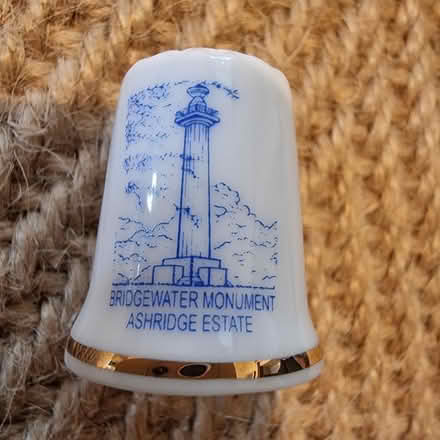 BRIDGEWATER MONUMENT
ASHRIDGE ESTATE